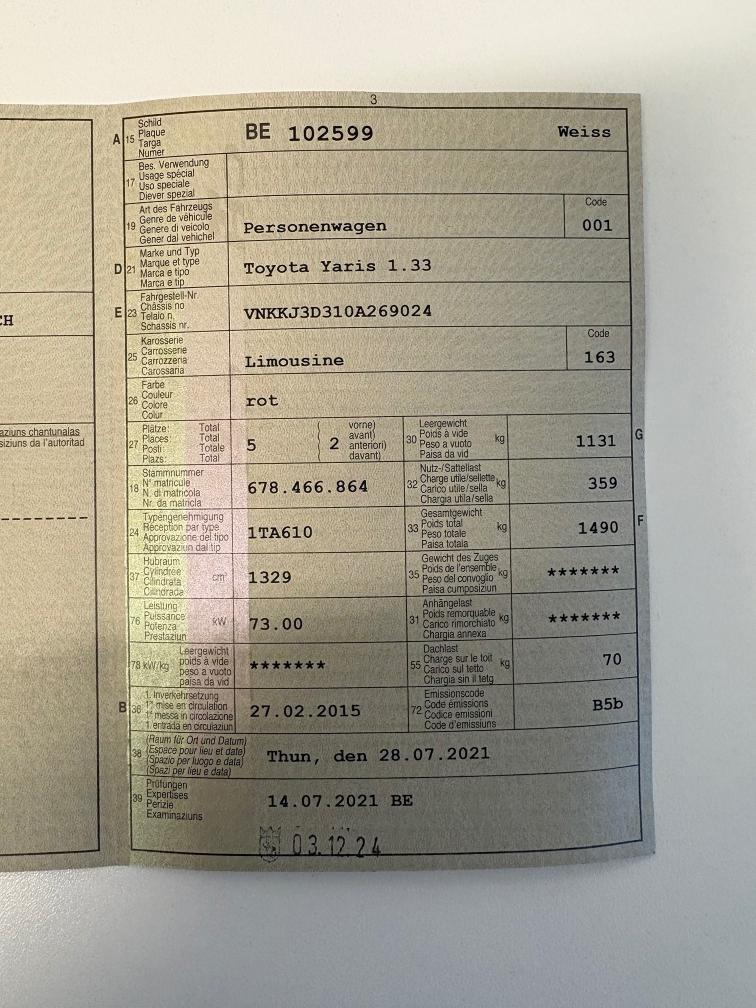 3
A 15 Schild
Plaque
Targa
Numer
BE 102599 Weiss
17 Bes. Verwendung
Usage spécial
Uso speciale
Diever spezial
19 Art des Fahrzeugs
Genre de véhicule
Genere di veicolo
Gener dal vehichel
Personenwagen
Code
001
D 21 Marke und Typ
Marque et type
Marca e tipo
Marca e tip
Toyota Yaris 1.33
E 23 Fahrgestell-Nr.
Châssis no
Telaio n.
Schassis nr.
VNKKJ3D310A269024
CH
25 Karosserie
Carrosserie
Carrozzeria
Carossaria
Limousine
Code
163
26 Farbe
Couleur
Colore
Colur
rot
aziuns chantunalas
siziuns da l'autoritad
27 Plätze: Total
Places: Total
Posti: Totale
Plazs: Total
5
2
vorne)
avant)
anteriori)
davant)
30 Leergewicht
Poids à vide
Peso a vuoto
Paisa da vid
kg
1131
G
18 Stammnummer
N° matricule
N. di matricola
Nr. da matricla
678.466.864
32 Nutz-/Sattellast
Charge utile/sellette
Carico utile/sella
Chargia utila/sella
kg
359
24 Typengenehmigung
Réception par type
Approvazione del tipo
Approvaziun dal tip
1TA610
33 Gesamtgewicht
Poids total
Peso totale
Paisa totala
kg
1490
F
37 Hubraum
Cylindrée
Cilindrata
Cilindrada
cm³
1329
35 Gewicht des Zuges
Poids de l'ensemble
Peso del convoglio
Paisa cumposiziun
kg
*******
76 Leistung
Puissance
Potenza
Prestaziun
kW
73.00
31 Anhängelast
Poids remorquable
Carico rimorchiato
Chargia annexa
kg
*******
78 kW/kg Leergewicht
poids à vide
peso a vuoto
paisa da vid
*******
55 Dachlast
Charge sur le toit
Carico sul tetto
Chargia sin il tetg
kg
70
B 36 1. Inverkehrsetzung
1re mise en circulation
1a messa in circolazione
1. entrada en circulaziun
27.02.2015
72 Emissionscode
Code émissions
Codice emissioni
Code d'emissiuns
B5b
38 (Raum für Ort und Datum)
(Espace pour lieu et date)
(Spazio per luogo e data)
(Spazi per lieu e data)
Thun, den 28.07.2021
39 Prüfungen
Expertises
Perizie
Examinaziuns
14.07.2021 BE
03.12.24